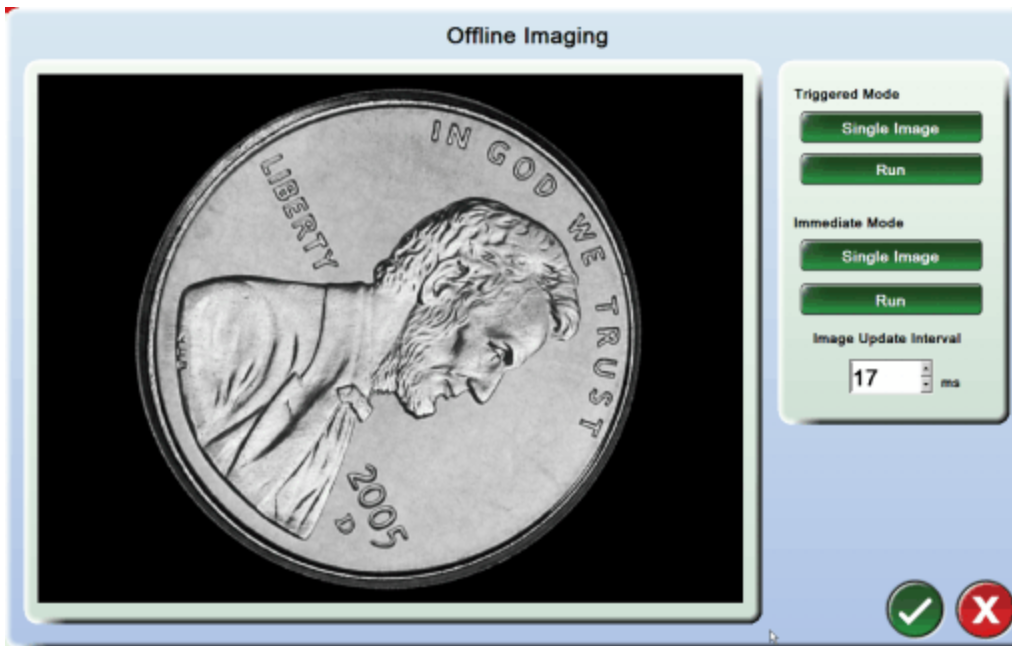 Offline Imaging
IN GOD WE TRUST
LIBERTY
2005
D
Triggered Mode
Single Image
Run
Immediate Mode
Single Image
Run
Image Update Interval
17 ms